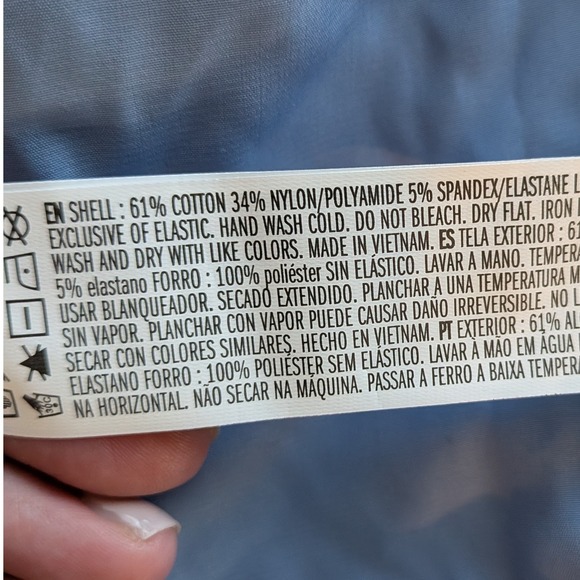 EN SHELL : 61% COTTON 34% NYLON/POLYAMIDE 5% SPANDEX/ELASTANE
EXCLUSIVE OF ELASTIC. HAND WASH COLD. DO NOT BLEACH. DRY FLAT. IRON
WASH AND DRY WITH LIKE COLORS. MADE IN VIETNAM. ES TELA EXTERIOR : 61
5% elastano FORRO : 100% poliéster SIN ELÁSTICO. LAVAR A MANO. TEMPERA
USAR BLANQUEADOR. SECADO EXTENDIDO. PLANCHAR A UNA TEMPERATURA M
SIN VAPOR. PLANCHAR CON VAPOR PUEDE CAUSAR DAÑO IRREVERSIBLE. NO
SECAR CON COLORES SIMILARES. HECHO EN VIETNAM. PT EXTERIOR : 61% AL
ELASTANO FORRO : 100% POLIÉSTER SEM ELÁSTICO. LAVAR À MÃO EM ÁGUA
NA HORIZONTAL. NÃO SECAR NA MÁQUINA. PASSAR A FERRO A BAIXA TEMPERA